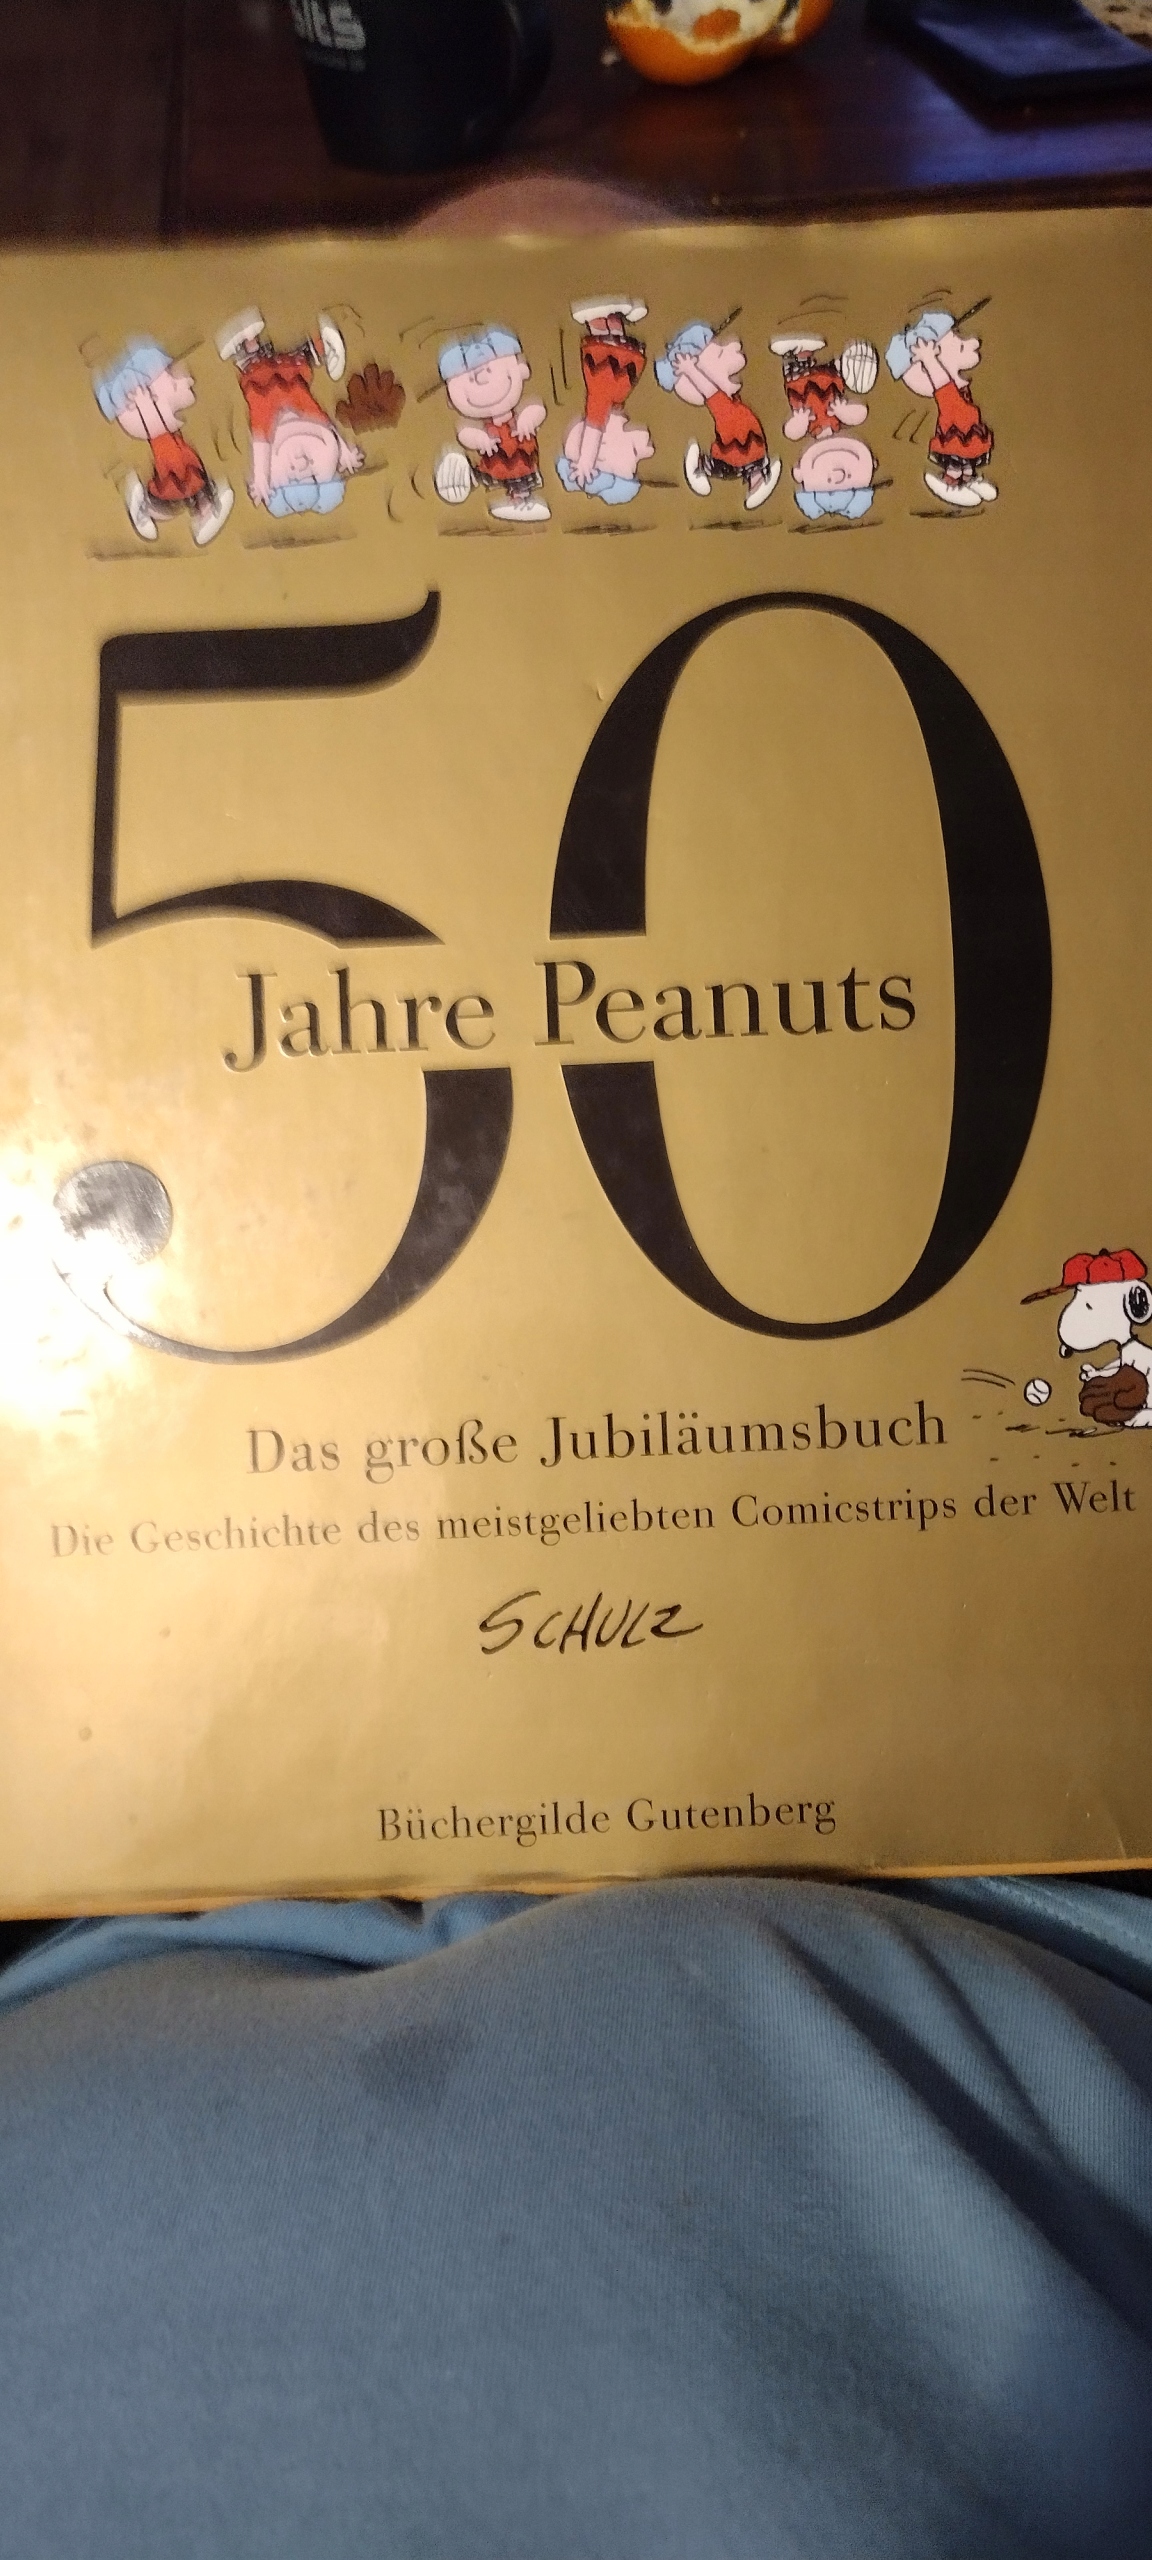 50
Jahre Peanuts
Das große Jubiläumsbuch
Die Geschichte des meistgeliebten Comicstrips der Welt
SCHULZ
Büchergilde Gutenberg